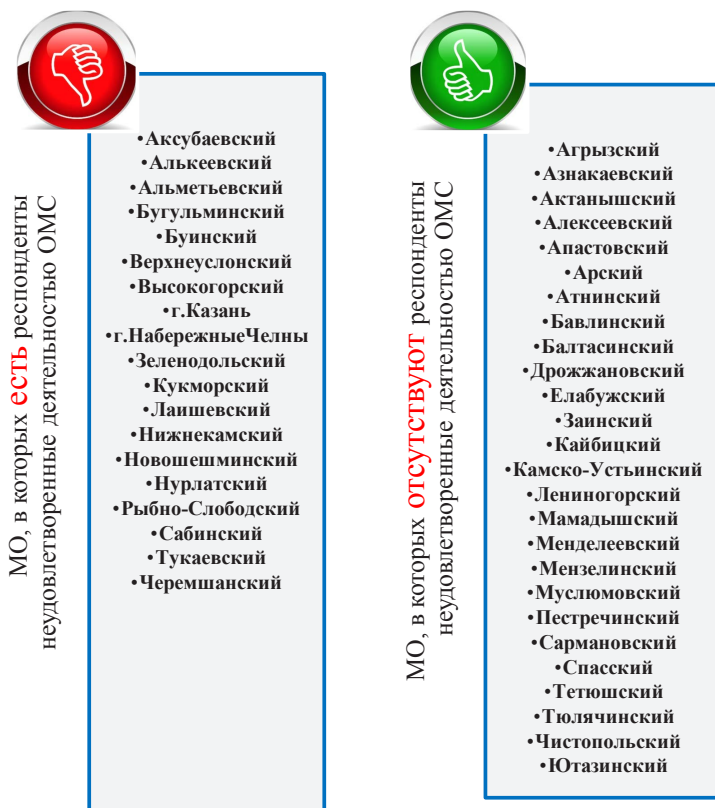 МО, в которых есть респонденты
неудовлетворенные деятельностью ОМС
•Аксубаевский
•Алькеевский
•Альметьевский
•Бугульминский
•Буинский
•Верхнеуслонский
•Высокогорский
•г.Казань
•г.НабережныеЧелны
•Зеленодольский
•Кукморский
•Лаишевский
•Нижнекамский
•Новошешминский
•Нурлатский
•Рыбно-Слободский
•Сабинский
•Тукаевский
•Черемшанский
МО, в которых отсутствуют респонденты
неудовлетворенные деятельностью ОМС
•Агрызский
•Азнакаевский
•Актанышский
•Алексеевский
•Апастовский
•Арский
•Атнинский
•Бавлинский
•Балтасинский
•Дрожжановский
•Елабужский
•Заинский
•Кайбицкий
•Камско-Устьинский
•Лениногорский
•Мамадышский
•Менделеевский
•Мензелинский
•Муслюмовский
•Пестречинский
•Сармановский
•Спасский
•Тетюшский
•Тюлячинский
•Чистопольский
•Ютазинский